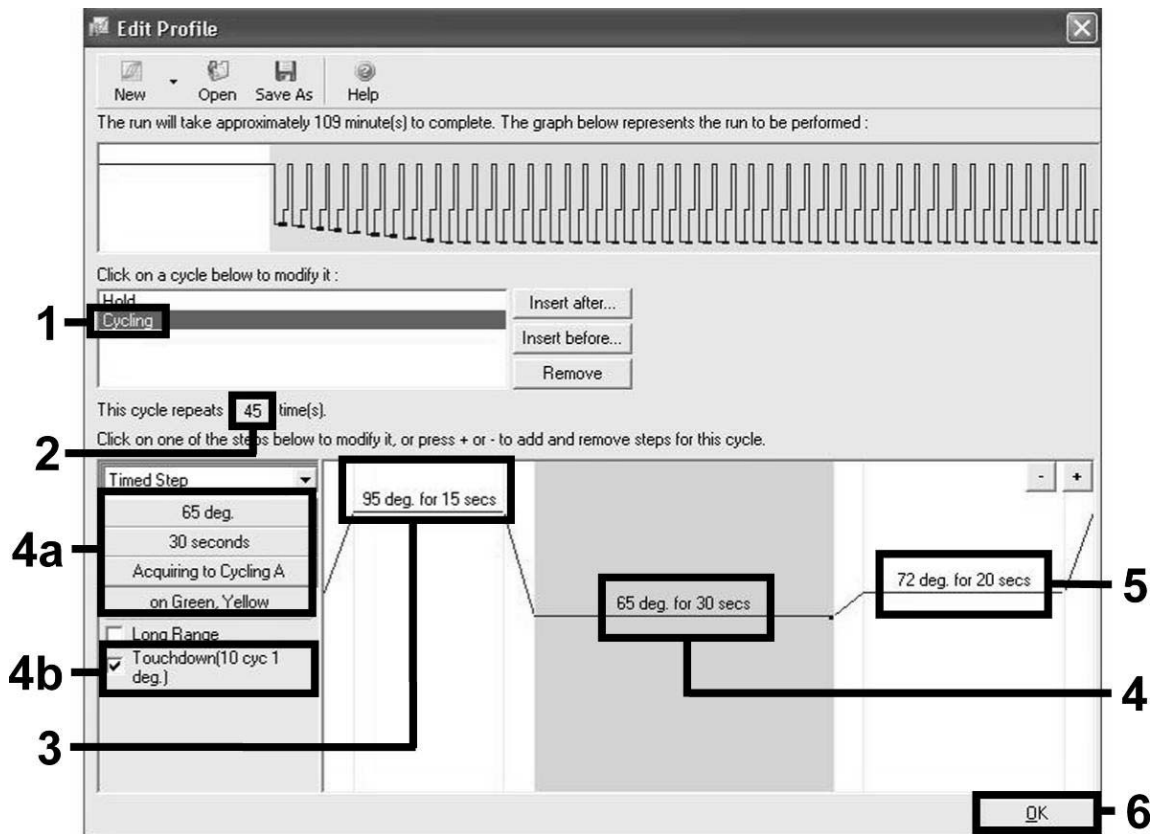 Edit Profile
New Open Save As Help
The run will take approximately 109 minute(s) to complete. The graph below represents the run to be performed :
Click on a cycle below to modify it :
Hold
1
Cycling
Insert after...
Insert before...
Remove
This cycle repeats 45 time(s).
2
Click on one of the steps below to modify it, or press + or - to add and remove steps for this cycle.
Timed Step
- +
4a
65 deg.
30 seconds
Acquiring to Cycling A
on Green, Yellow
Long Range
4b
Touchdown(10 cyc 1
deg.)
95 deg. for 15 secs
3
65 deg. for 30 secs
4
72 deg. for 20 secs
5
OK
6